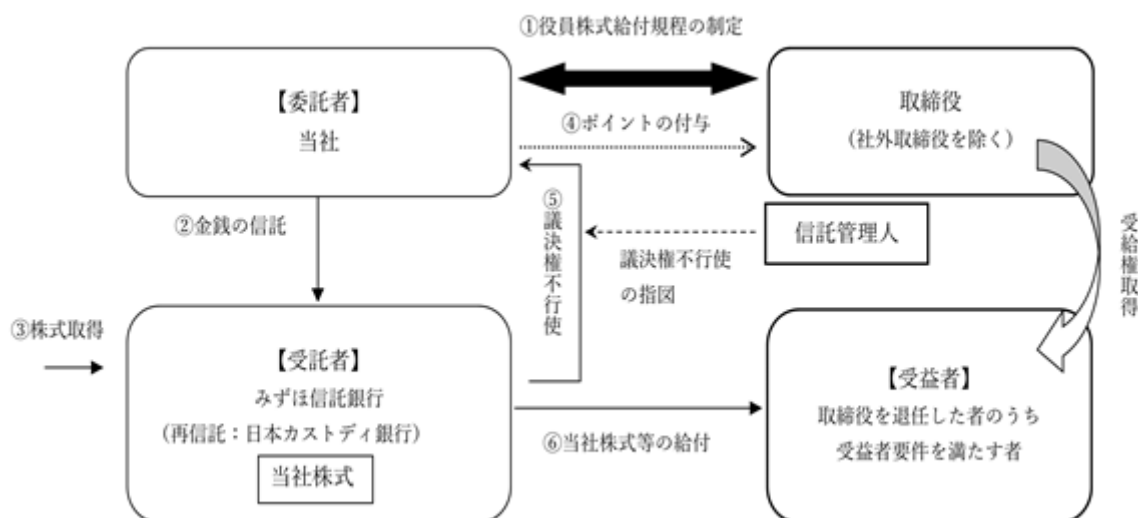 ①役員株式給付規程の制定
【委託者】
当社
取締役
(社外取締役を除く)
④ポイントの付与
②金銭の信託
⑤議決権不行使
信託管理人
議決権不行使
の指図
受給権取得
③株式取得
【受託者】
みずほ信託銀行
(再信託:日本カストディ銀行)
当社株式
⑥当社株式等の給付
【受益者】
取締役を退任した者のうち
受益者要件を満たす者